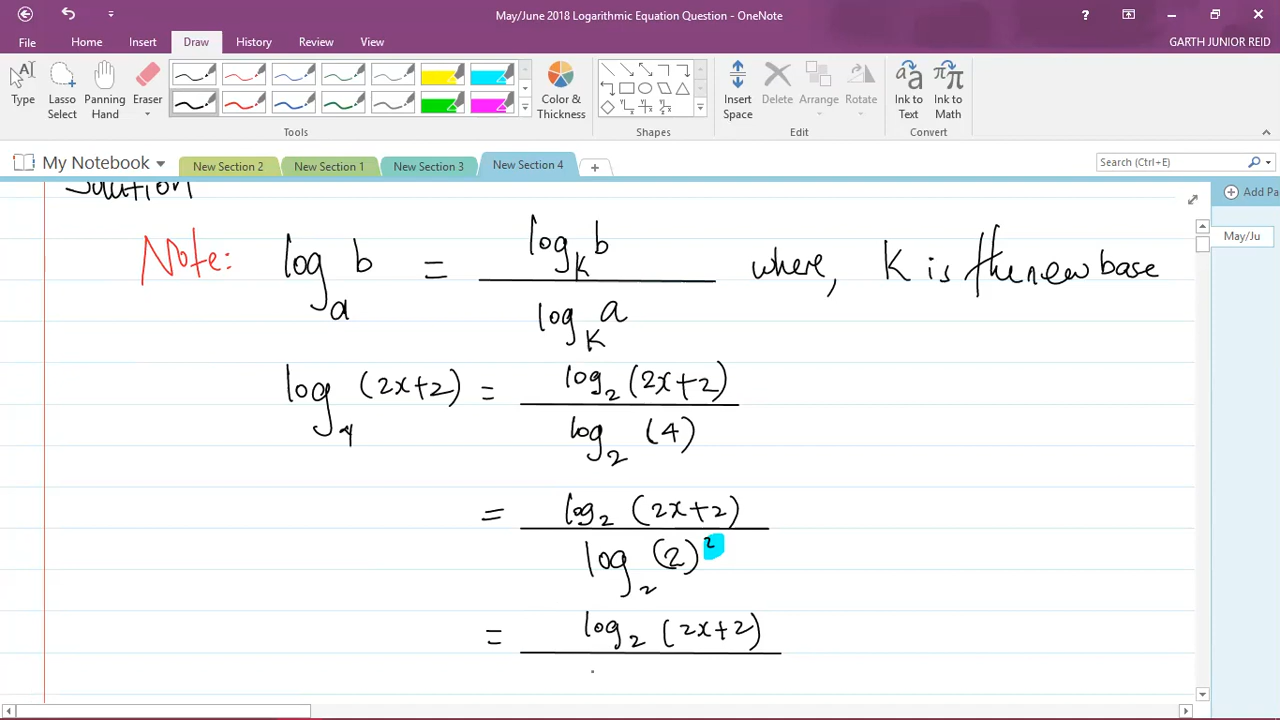 May/June 2018 Logarithmic Equation Question - OneNote
File Home Insert Draw History Review View GARTH JUNIOR REID
Type Lasso Select Panning Hand Eraser Color & Thickness Insert Space Delete Arrange Rotate Ink to Text Ink to Math
Tools Shapes Edit Convert
My Notebook New Section 2 New Section 1 New Section 3 New Section 4 + Search (Ctrl+E)
Add Pa
May/Ju
Solution
Note: log_a b = log_K b / log_K a where, K is the new base
log_4 (2x+2) = log_2 (2x+2) / log_2 (4)
= log_2 (2x+2) / log_2 (2)^2
= log_2 (2x+2)